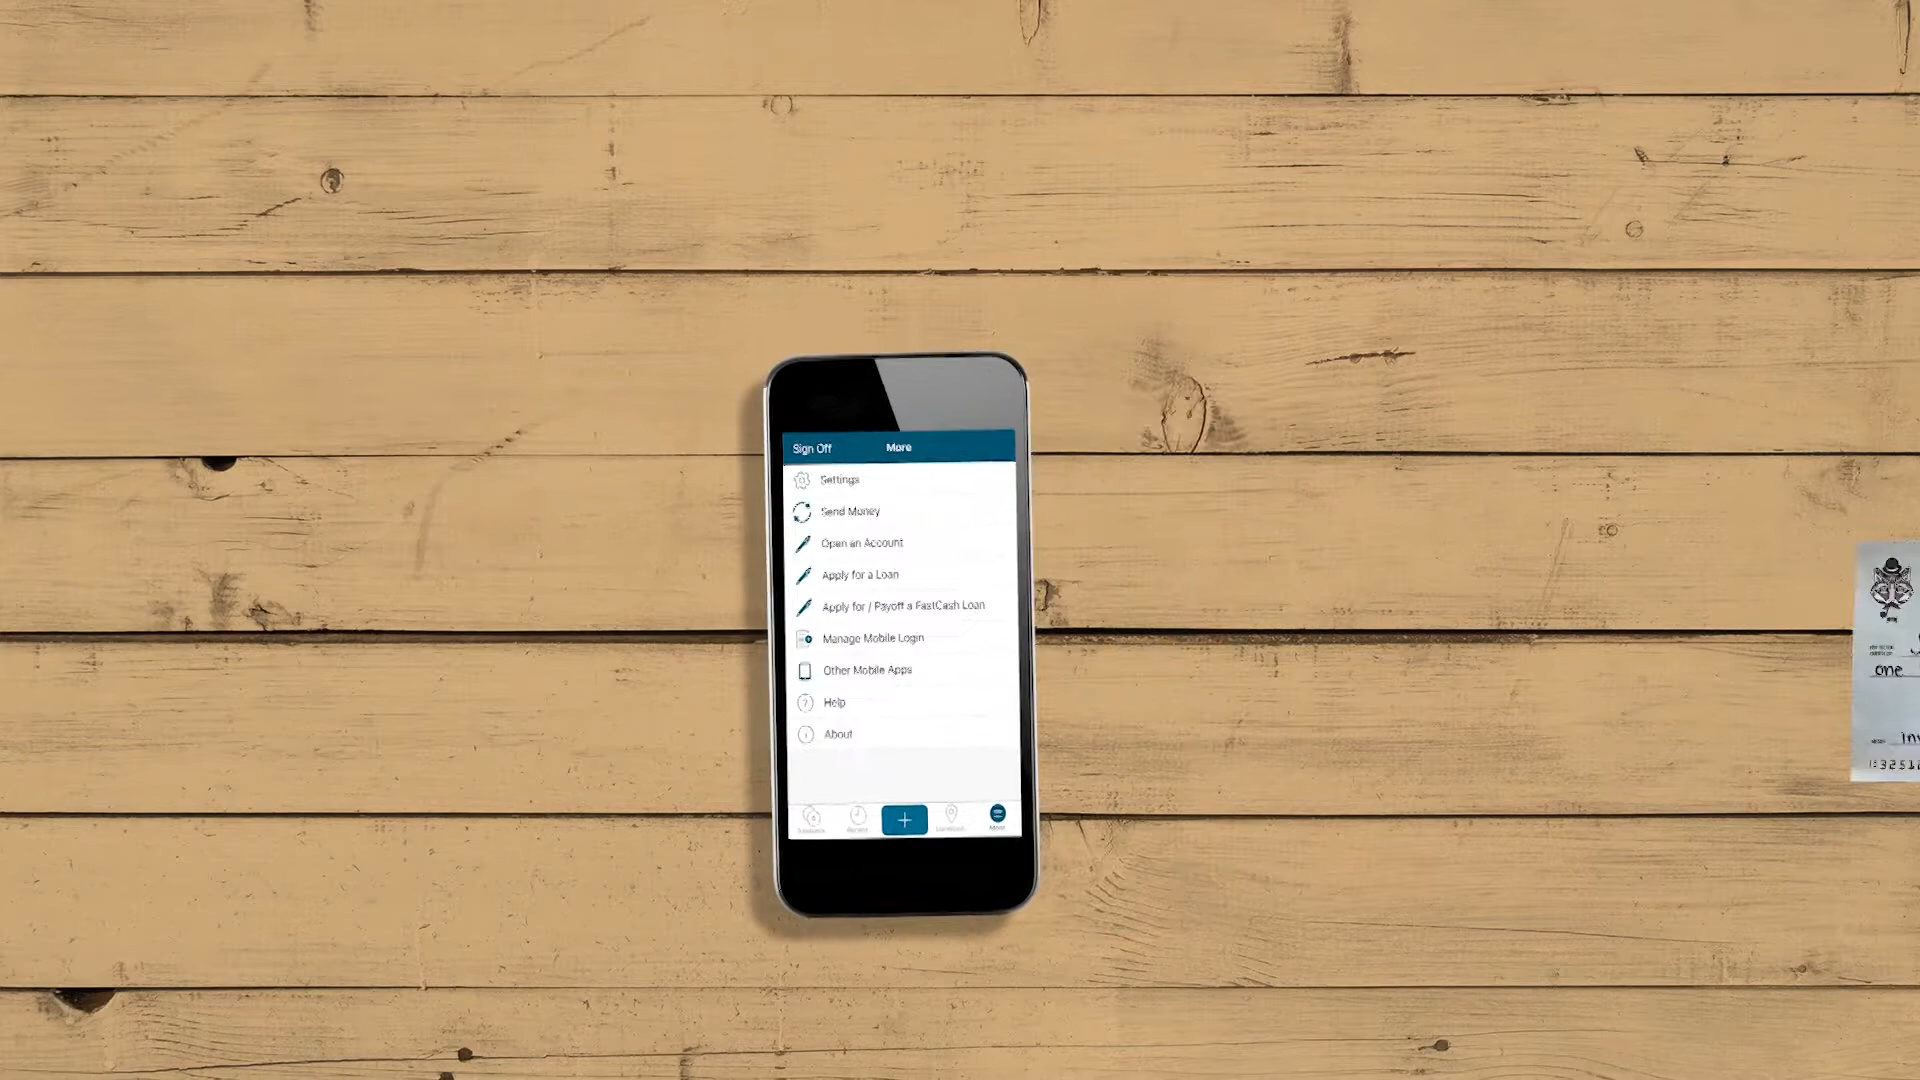 Sign Off More
Settings
Send Money
Open an Account
Apply for a Loan
Apply for / Payoff a FastCash Loan
Manage Mobile Login
Other Mobile Apps
Help
About
More
one